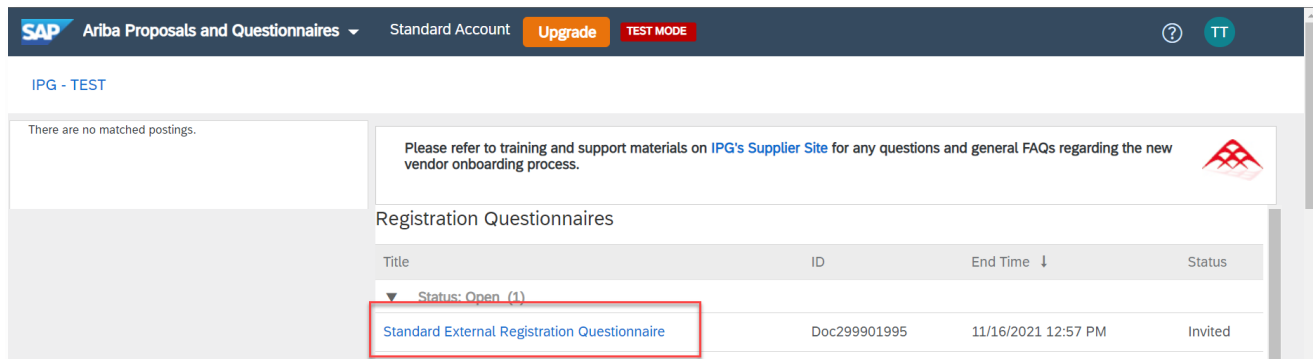 SAP Ariba Proposals and Questionnaires Standard Account Upgrade TEST MODE ? TT
IPG - TEST
There are no matched postings.
Please refer to training and support materials on IPG's Supplier Site for any questions and general FAQs regarding the new
vendor onboarding process.
Registration Questionnaires
Title ID End Time ↓ Status
▼ Status: Open (1)
Standard External Registration Questionnaire Doc299901995 11/16/2021 12:57 PM Invited